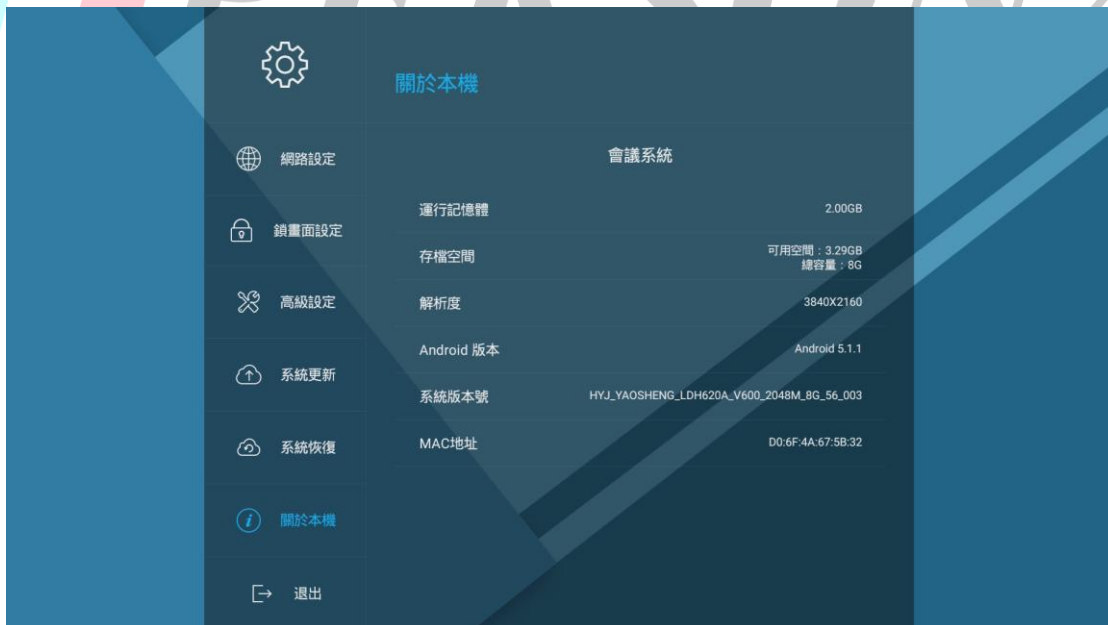 關於本機
網路設定
鎖畫面設定
高級設定
系統更新
系統恢復
關於本機
退出
會議系統
運行記憶體 2.00GB
存檔空間 可用空間：3.29GB
總容量：8G
解析度 3840X2160
Android 版本 Android 5.1.1
系統版本號 HYJ_YAOSHENG_LDH620A_V600_2048M_8G_56_003
MAC地址 D0:6F:4A:67:5B:32